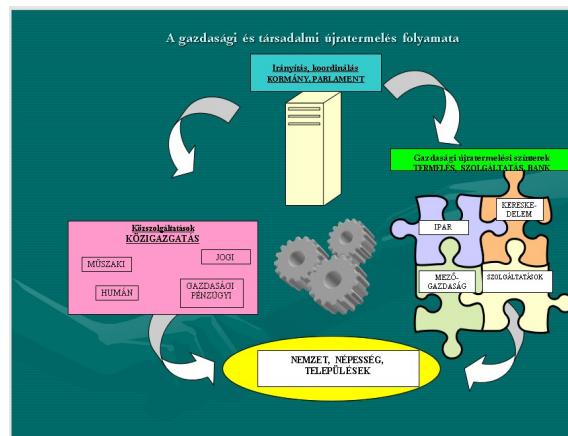 A gazdasági és társadalmi újratermelés folyamata
Irányítás, koordinálás
KORMÁNY, PARLAMENT
Gazdasági újratermelési színterek
TERMELÉS, SZOLGÁLTATÁS, BANK
KERESKE-
DELEM
IPAR
MEZŐ-
GAZDASÁG
SZOLGÁLTATÁSOK
Közszolgáltatások
KÖZIGAZGATÁS
MŰSZAKI
JOGI
HUMÁN
GAZDASÁGI
PÉNZÜGYI
NEMZET, NÉPESSÉG,
TELEPÜLÉSEK